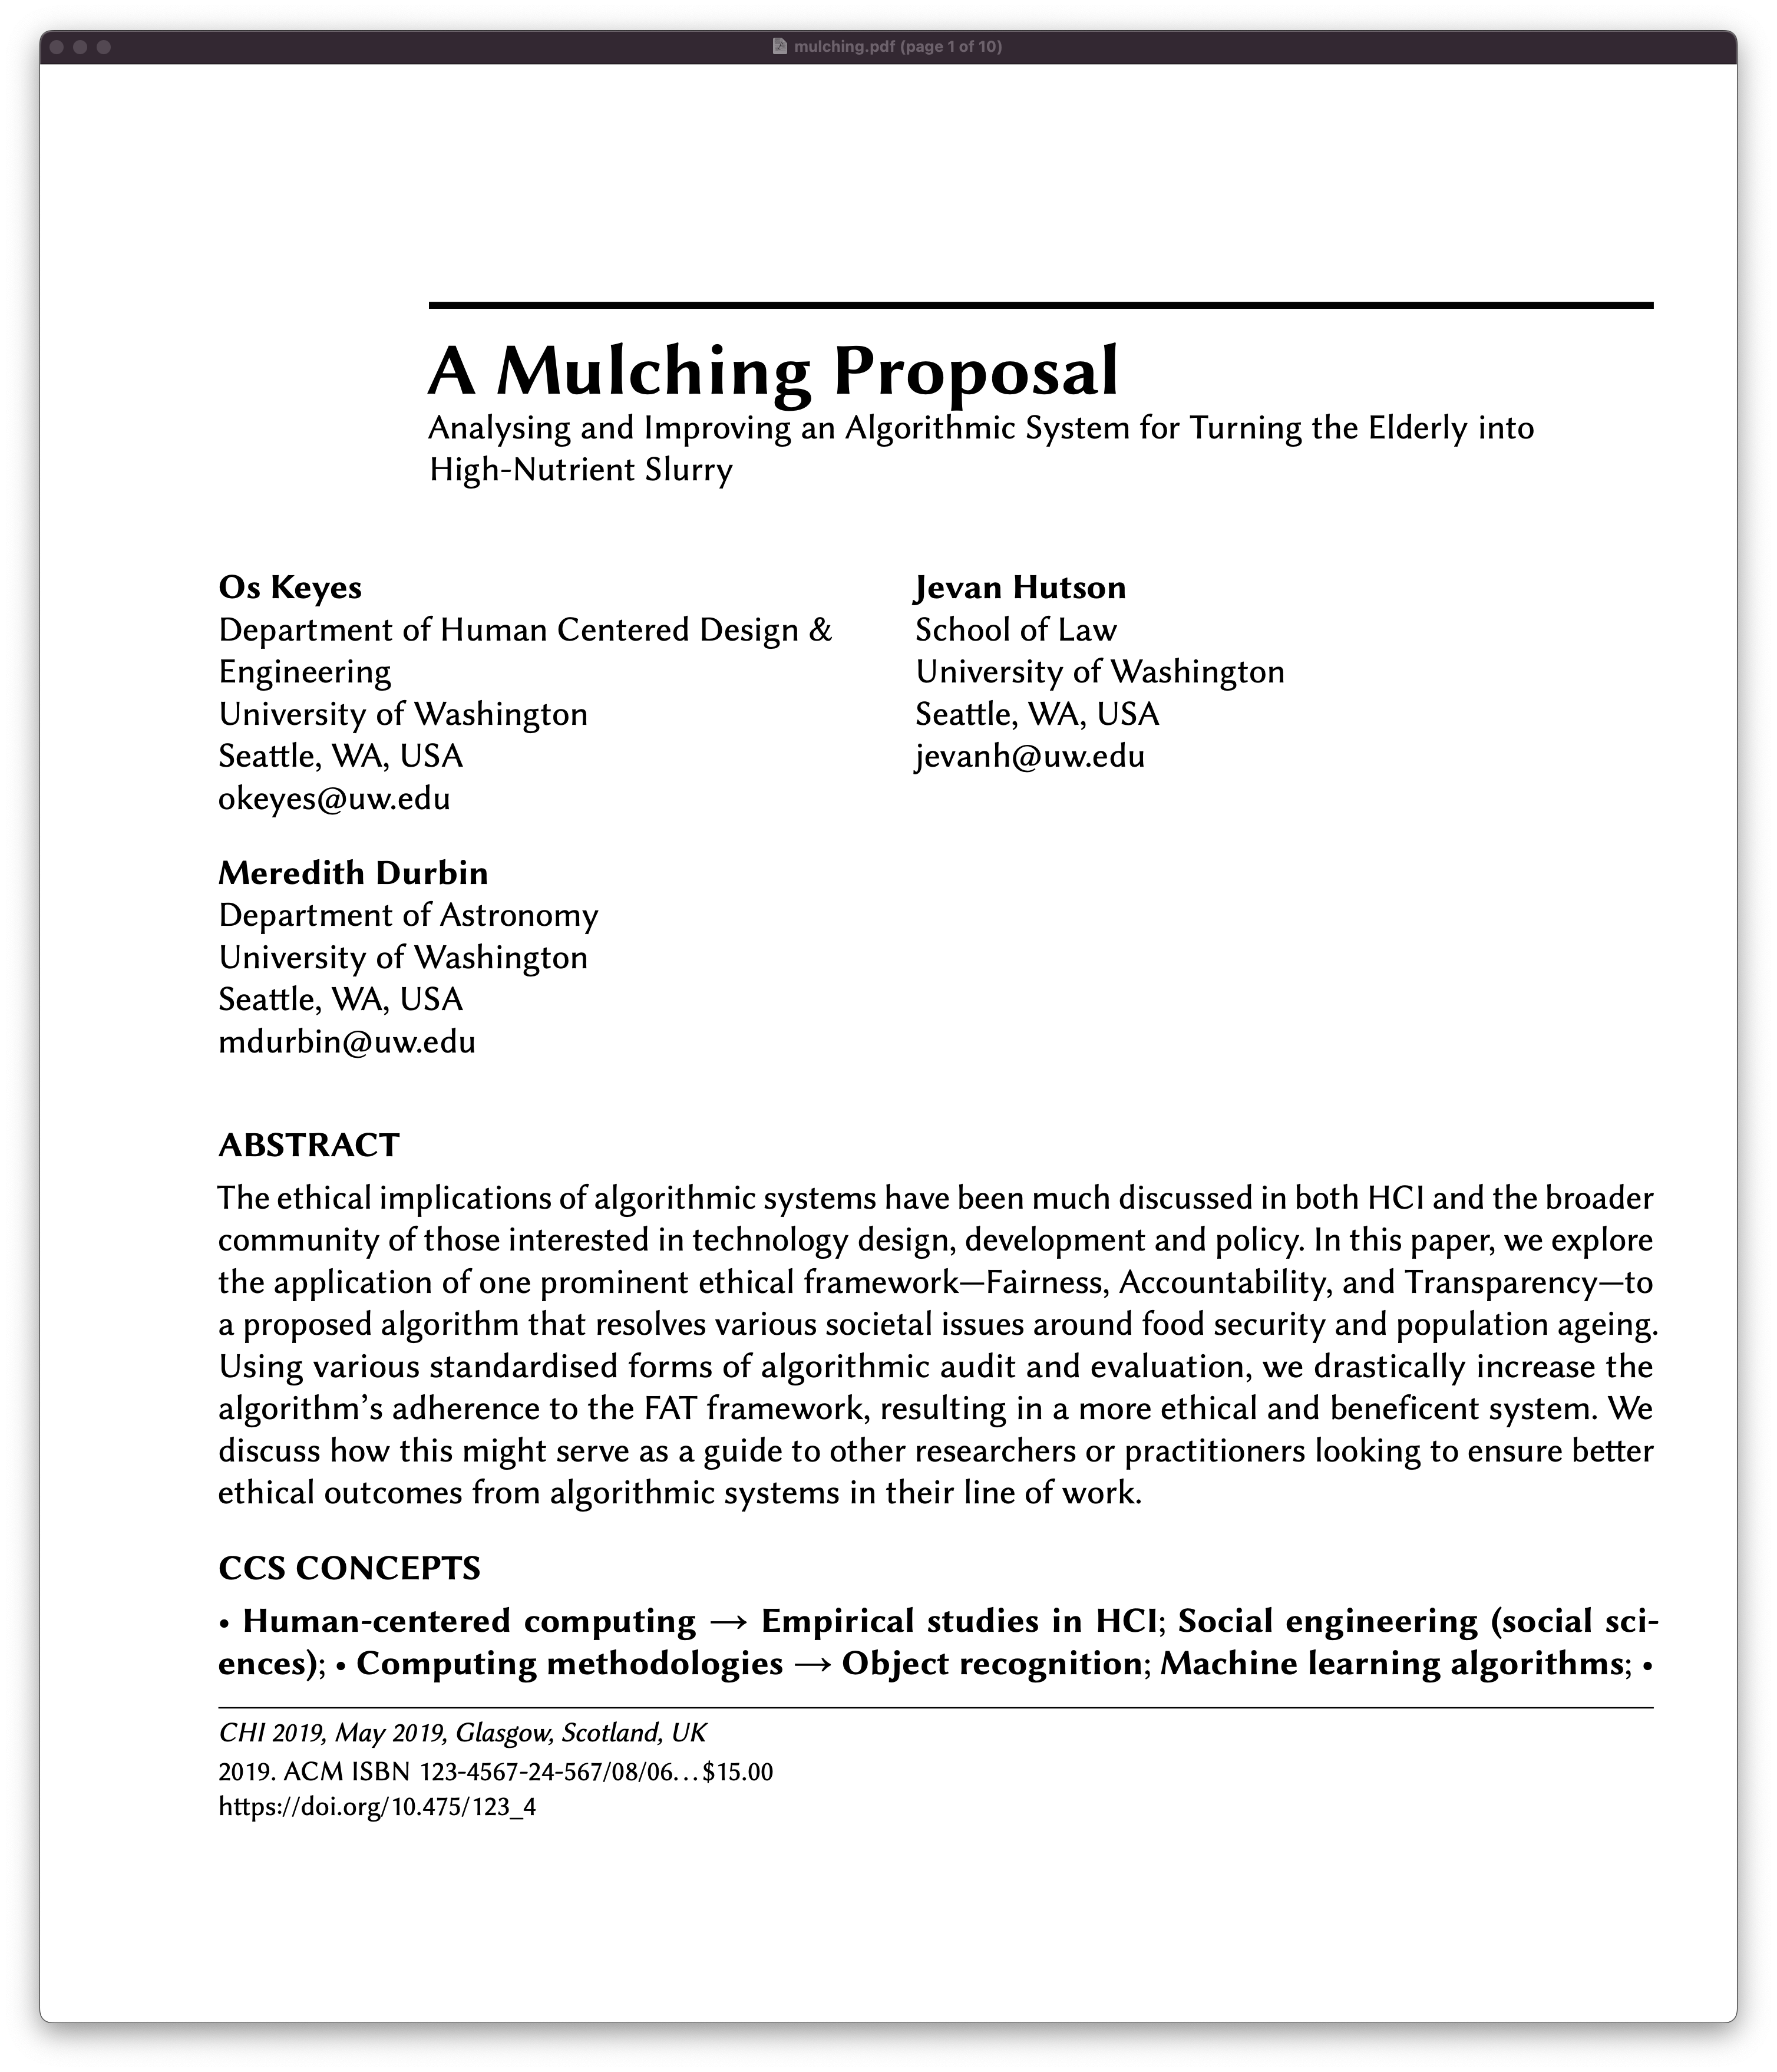 mulching.pdf (page 1 of 10)
A Mulching Proposal
Analysing and Improving an Algorithmic System for Turning the Elderly into
High-Nutrient Slurry
Os Keyes
Department of Human Centered Design &
Engineering
University of Washington
Seattle, WA, USA
okeyes@uw.edu
Jevan Hutson
School of Law
University of Washington
Seattle, WA, USA
jevanh@uw.edu
Meredith Durbin
Department of Astronomy
University of Washington
Seattle, WA, USA
mdurbin@uw.edu
ABSTRACT
The ethical implications of algorithmic systems have been much discussed in both HCI and the broader
community of those interested in technology design, development and policy. In this paper, we explore
the application of one prominent ethical framework—Fairness, Accountability, and Transparency—to
a proposed algorithm that resolves various societal issues around food security and population ageing.
Using various standardised forms of algorithmic audit and evaluation, we drastically increase the
algorithm's adherence to the FAT framework, resulting in a more ethical and beneficent system. We
discuss how this might serve as a guide to other researchers or practitioners looking to ensure better
ethical outcomes from algorithmic systems in their line of work.
CCS CONCEPTS
• Human-centered computing → Empirical studies in HCI; Social engineering (social sci-
ences); • Computing methodologies → Object recognition; Machine learning algorithms; •
CHI 2019, May 2019, Glasgow, Scotland, UK
2019. ACM ISBN 123-4567-24-567/08/06...$15.00
https://doi.org/10.475/123_4